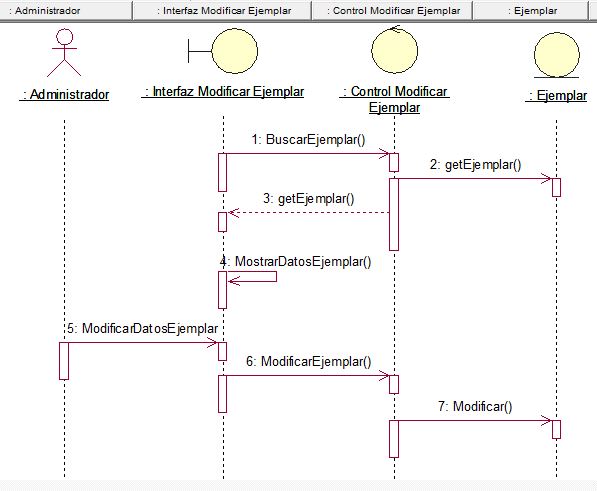 : Administrador
: Interfaz Modificar Ejemplar
: Control Modificar Ejemplar
: Ejemplar
: Administrador
: Interfaz Modificar Ejemplar
: Control Modificar
Ejemplar
: Ejemplar
1: BuscarEjemplar()
2: getEjemplar()
3: getEjemplar()
4: MostrarDatosEjemplar()
5: ModificarDatosEjemplar
6: ModificarEjemplar()
7: Modificar()